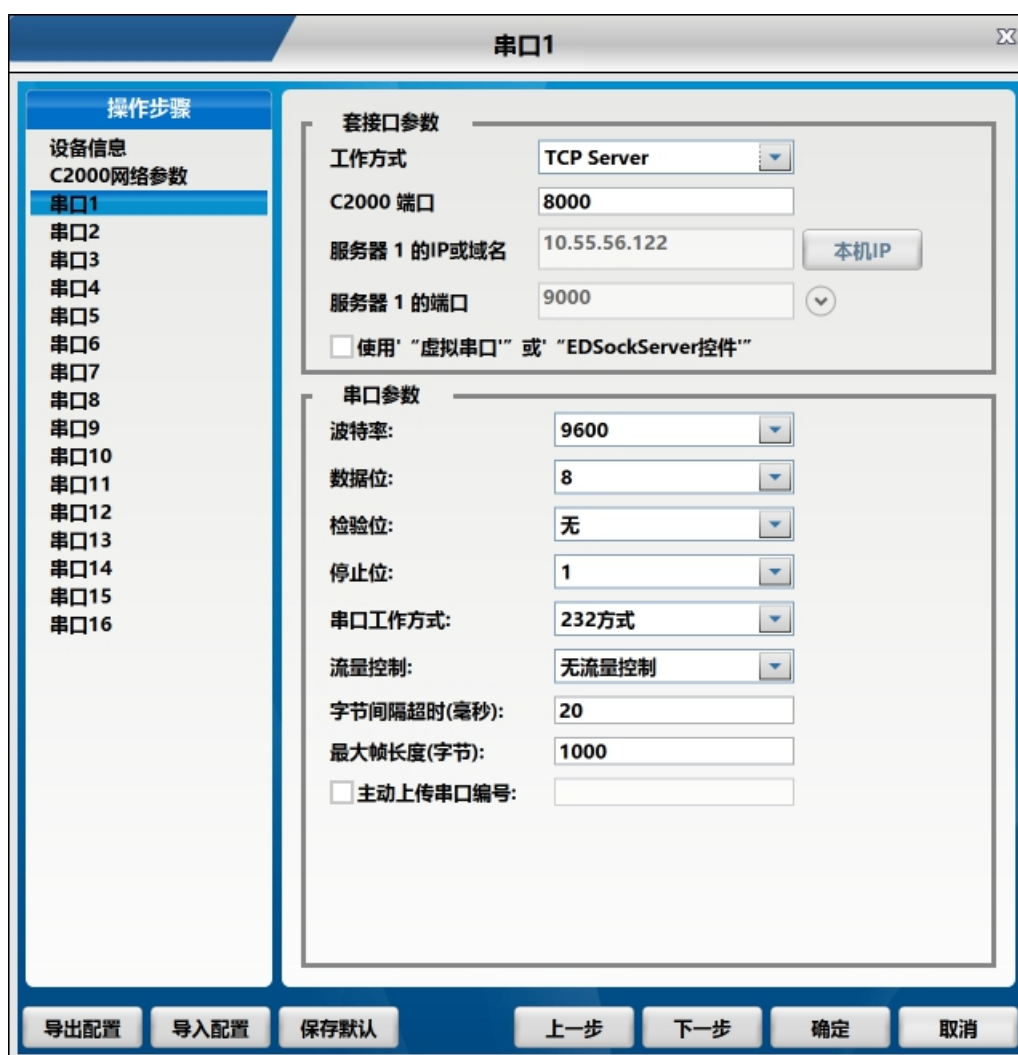 串口1
操作步骤
设备信息
C2000网络参数
串口1
串口2
串口3
串口4
串口5
串口6
串口7
串口8
串口9
串口10
串口11
串口12
串口13
串口14
串口15
串口16
套接口参数
工作方式 TCP Server
C2000 端口 8000
服务器 1 的IP或域名 10.55.56.122 本机IP
服务器 1 的端口 9000
使用' “虚拟串口'” 或' “EDSockServer控件'”
串口参数
波特率: 9600
数据位: 8
检验位: 无
停止位: 1
串口工作方式: 232方式
流量控制: 无流量控制
字节间隔超时(毫秒): 20
最大帧长度(字节): 1000
主动上传串口编号:
导出配置 导入配置 保存默认 上一步 下一步 确定 取消